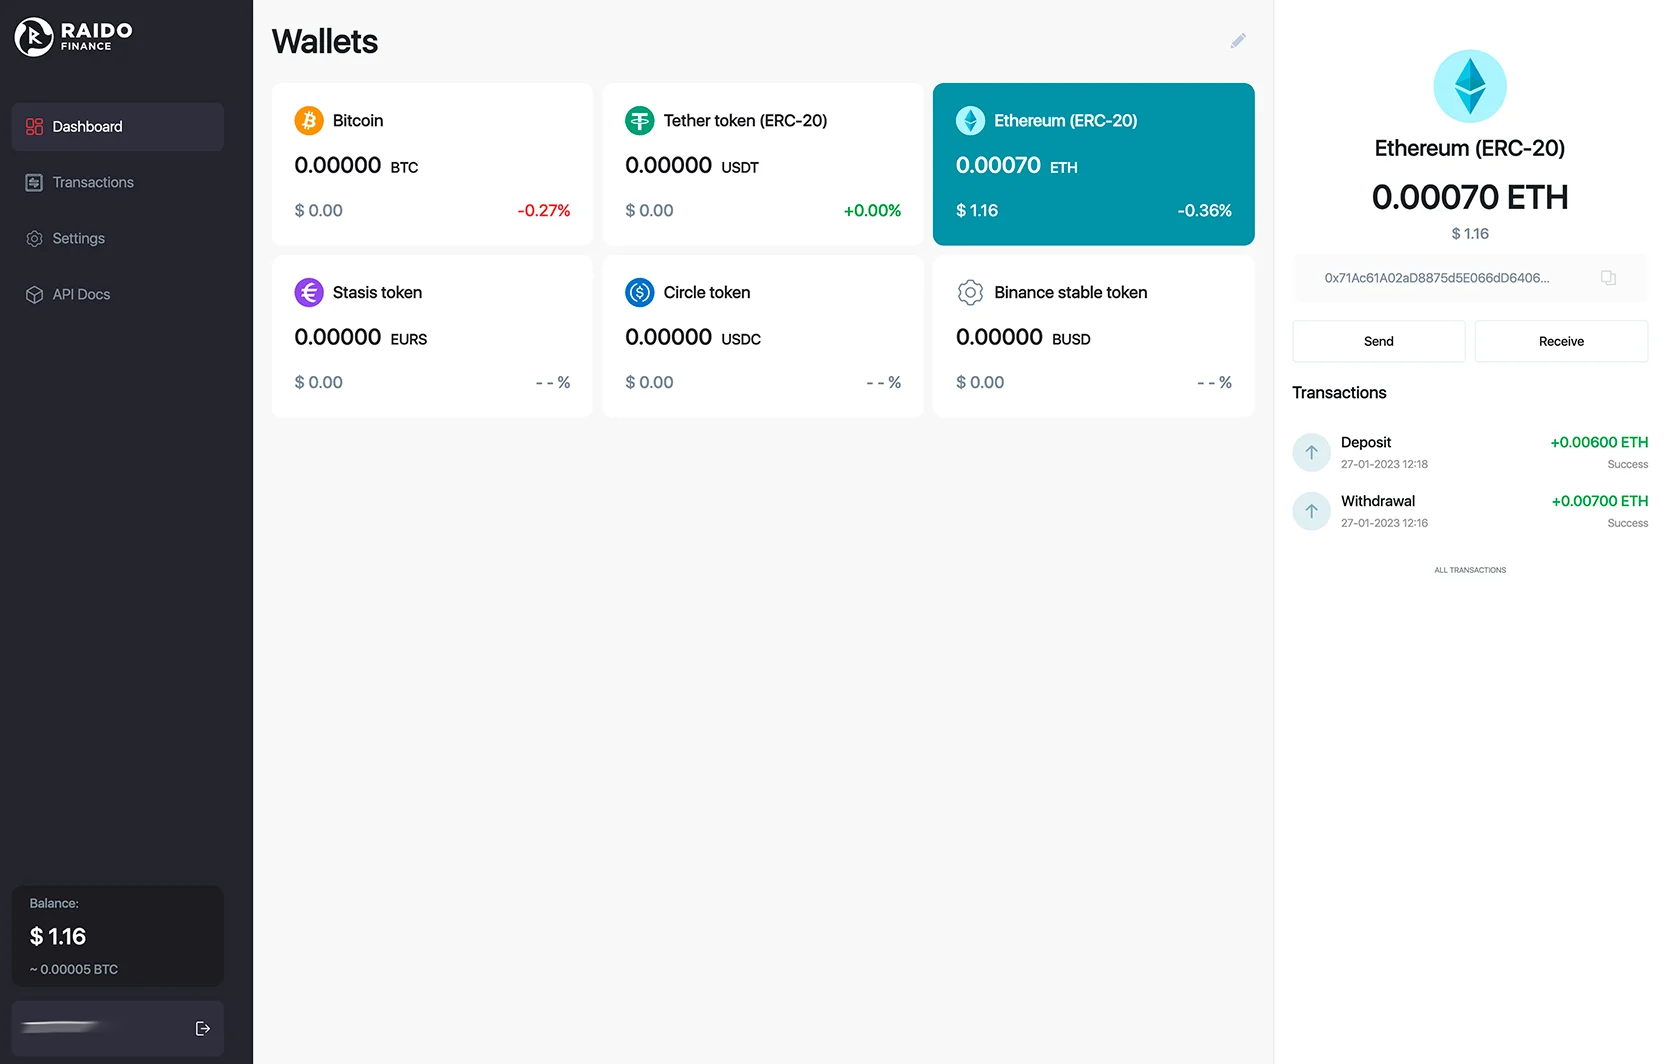 RAIDO
FINANCE
Dashboard
Transactions
Settings
API Docs
Balance:
$ 1.16
~ 0.00005 BTC
Wallets
Bitcoin
0.00000 BTC
$ 0.00 -0.27%
Tether token (ERC-20)
0.00000 USDT
$ 0.00 +0.00%
Ethereum (ERC-20)
0.00070 ETH
$ 1.16 -0.36%
Stasis token
0.00000 EURS
$ 0.00 - - %
Circle token
0.00000 USDC
$ 0.00 - - %
Binance stable token
0.00000 BUSD
$ 0.00 - - %
Ethereum (ERC-20)
0.00070 ETH
$ 1.16
0x71Ac61A02aD8875d5E066dD6406...
Send
Receive
Transactions
Deposit +0.00600 ETH
27-01-2023 12:18 Success
Withdrawal +0.00700 ETH
27-01-2023 12:16 Success
ALL TRANSACTIONS